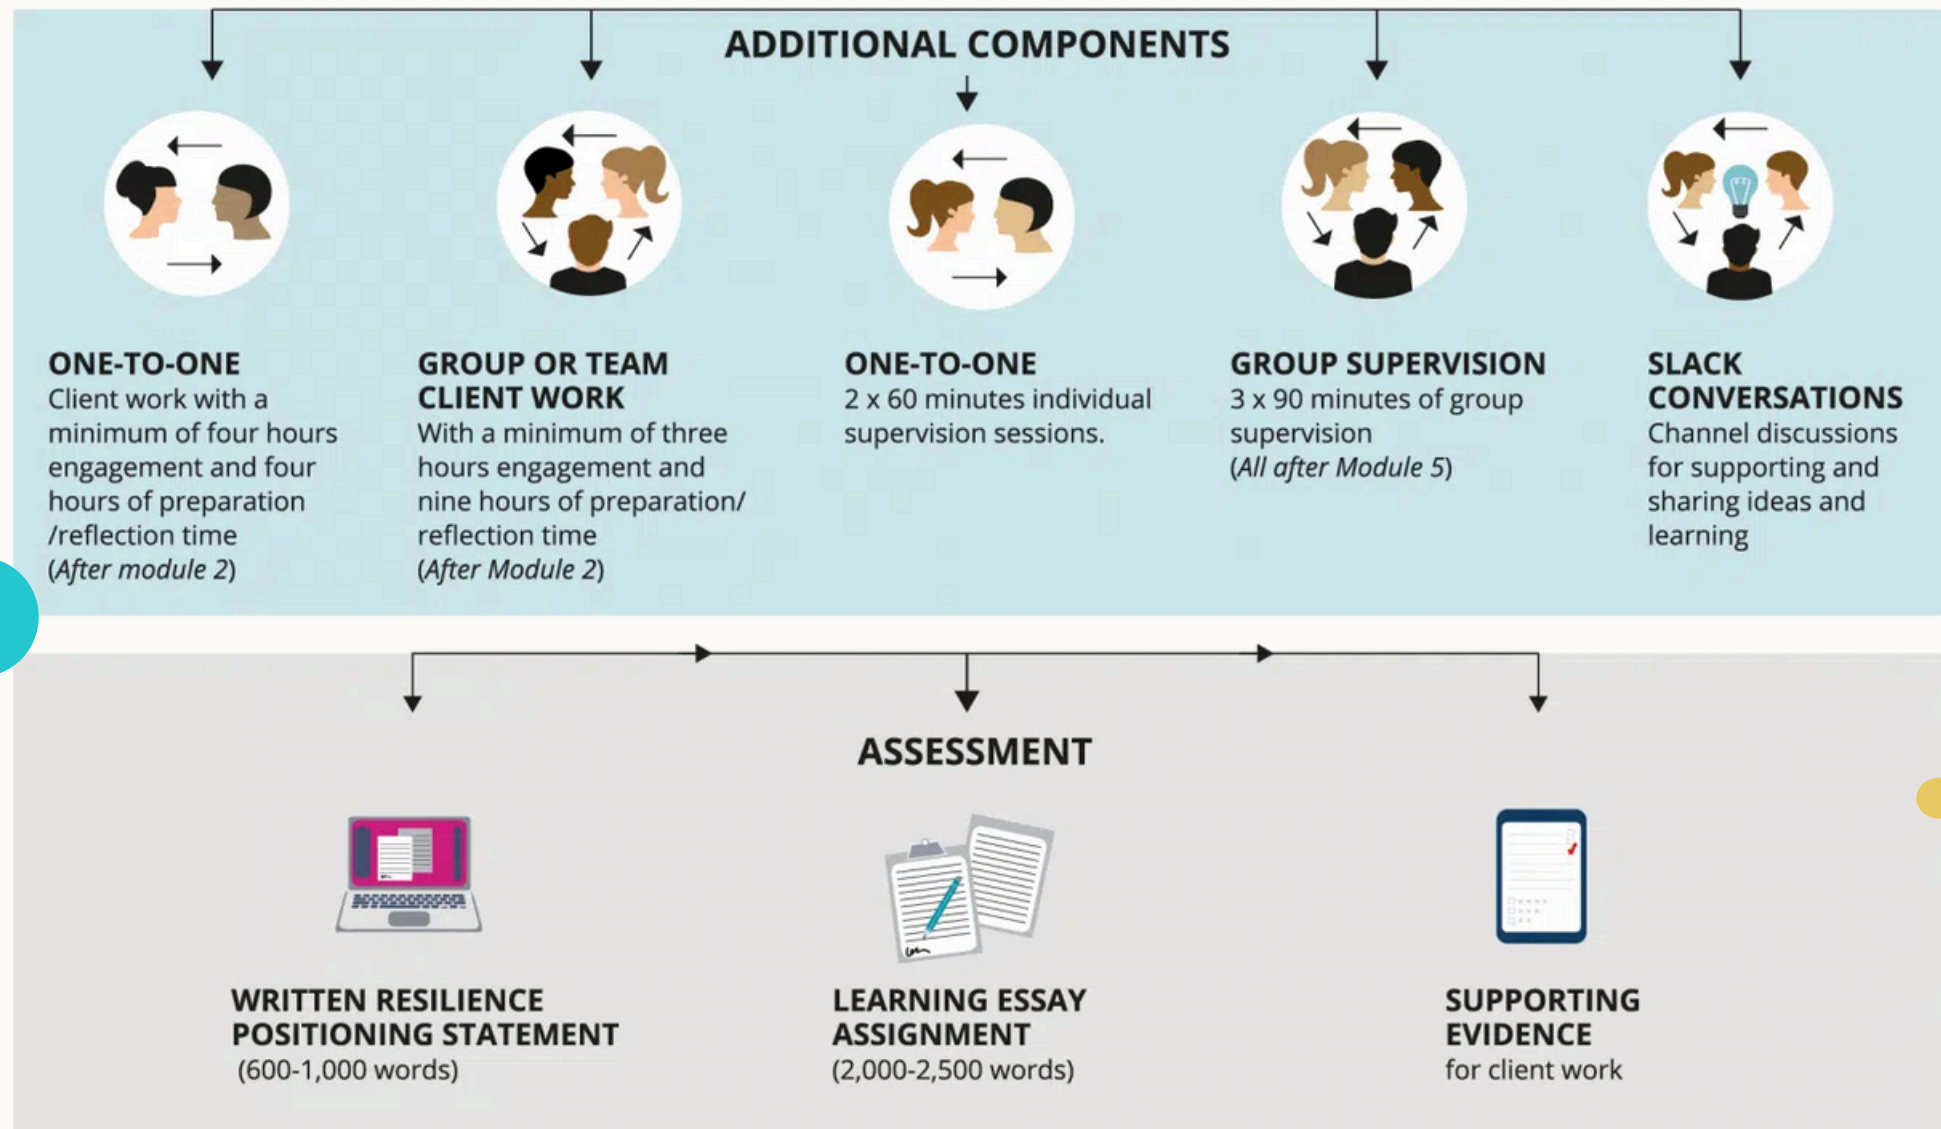 ADDITIONAL COMPONENTS
ONE-TO-ONE
Client work with a
minimum of four hours
engagement and four
hours of preparation
/reflection time
(After module 2)
GROUP OR TEAM
CLIENT WORK
With a minimum of three
hours engagement and
nine hours of preparation/
reflection time
(After Module 2)
ONE-TO-ONE
2 x 60 minutes individual
supervision sessions.
GROUP SUPERVISION
3 x 90 minutes of group
supervision
(All after Module 5)
SLACK
CONVERSATIONS
Channel discussions
for supporting and
sharing ideas and
learning
ASSESSMENT
WRITTEN RESILIENCE
POSITIONING STATEMENT
(600-1,000 words)
LEARNING ESSAY
ASSIGNMENT
(2,000-2,500 words)
SUPPORTING
EVIDENCE
for client work